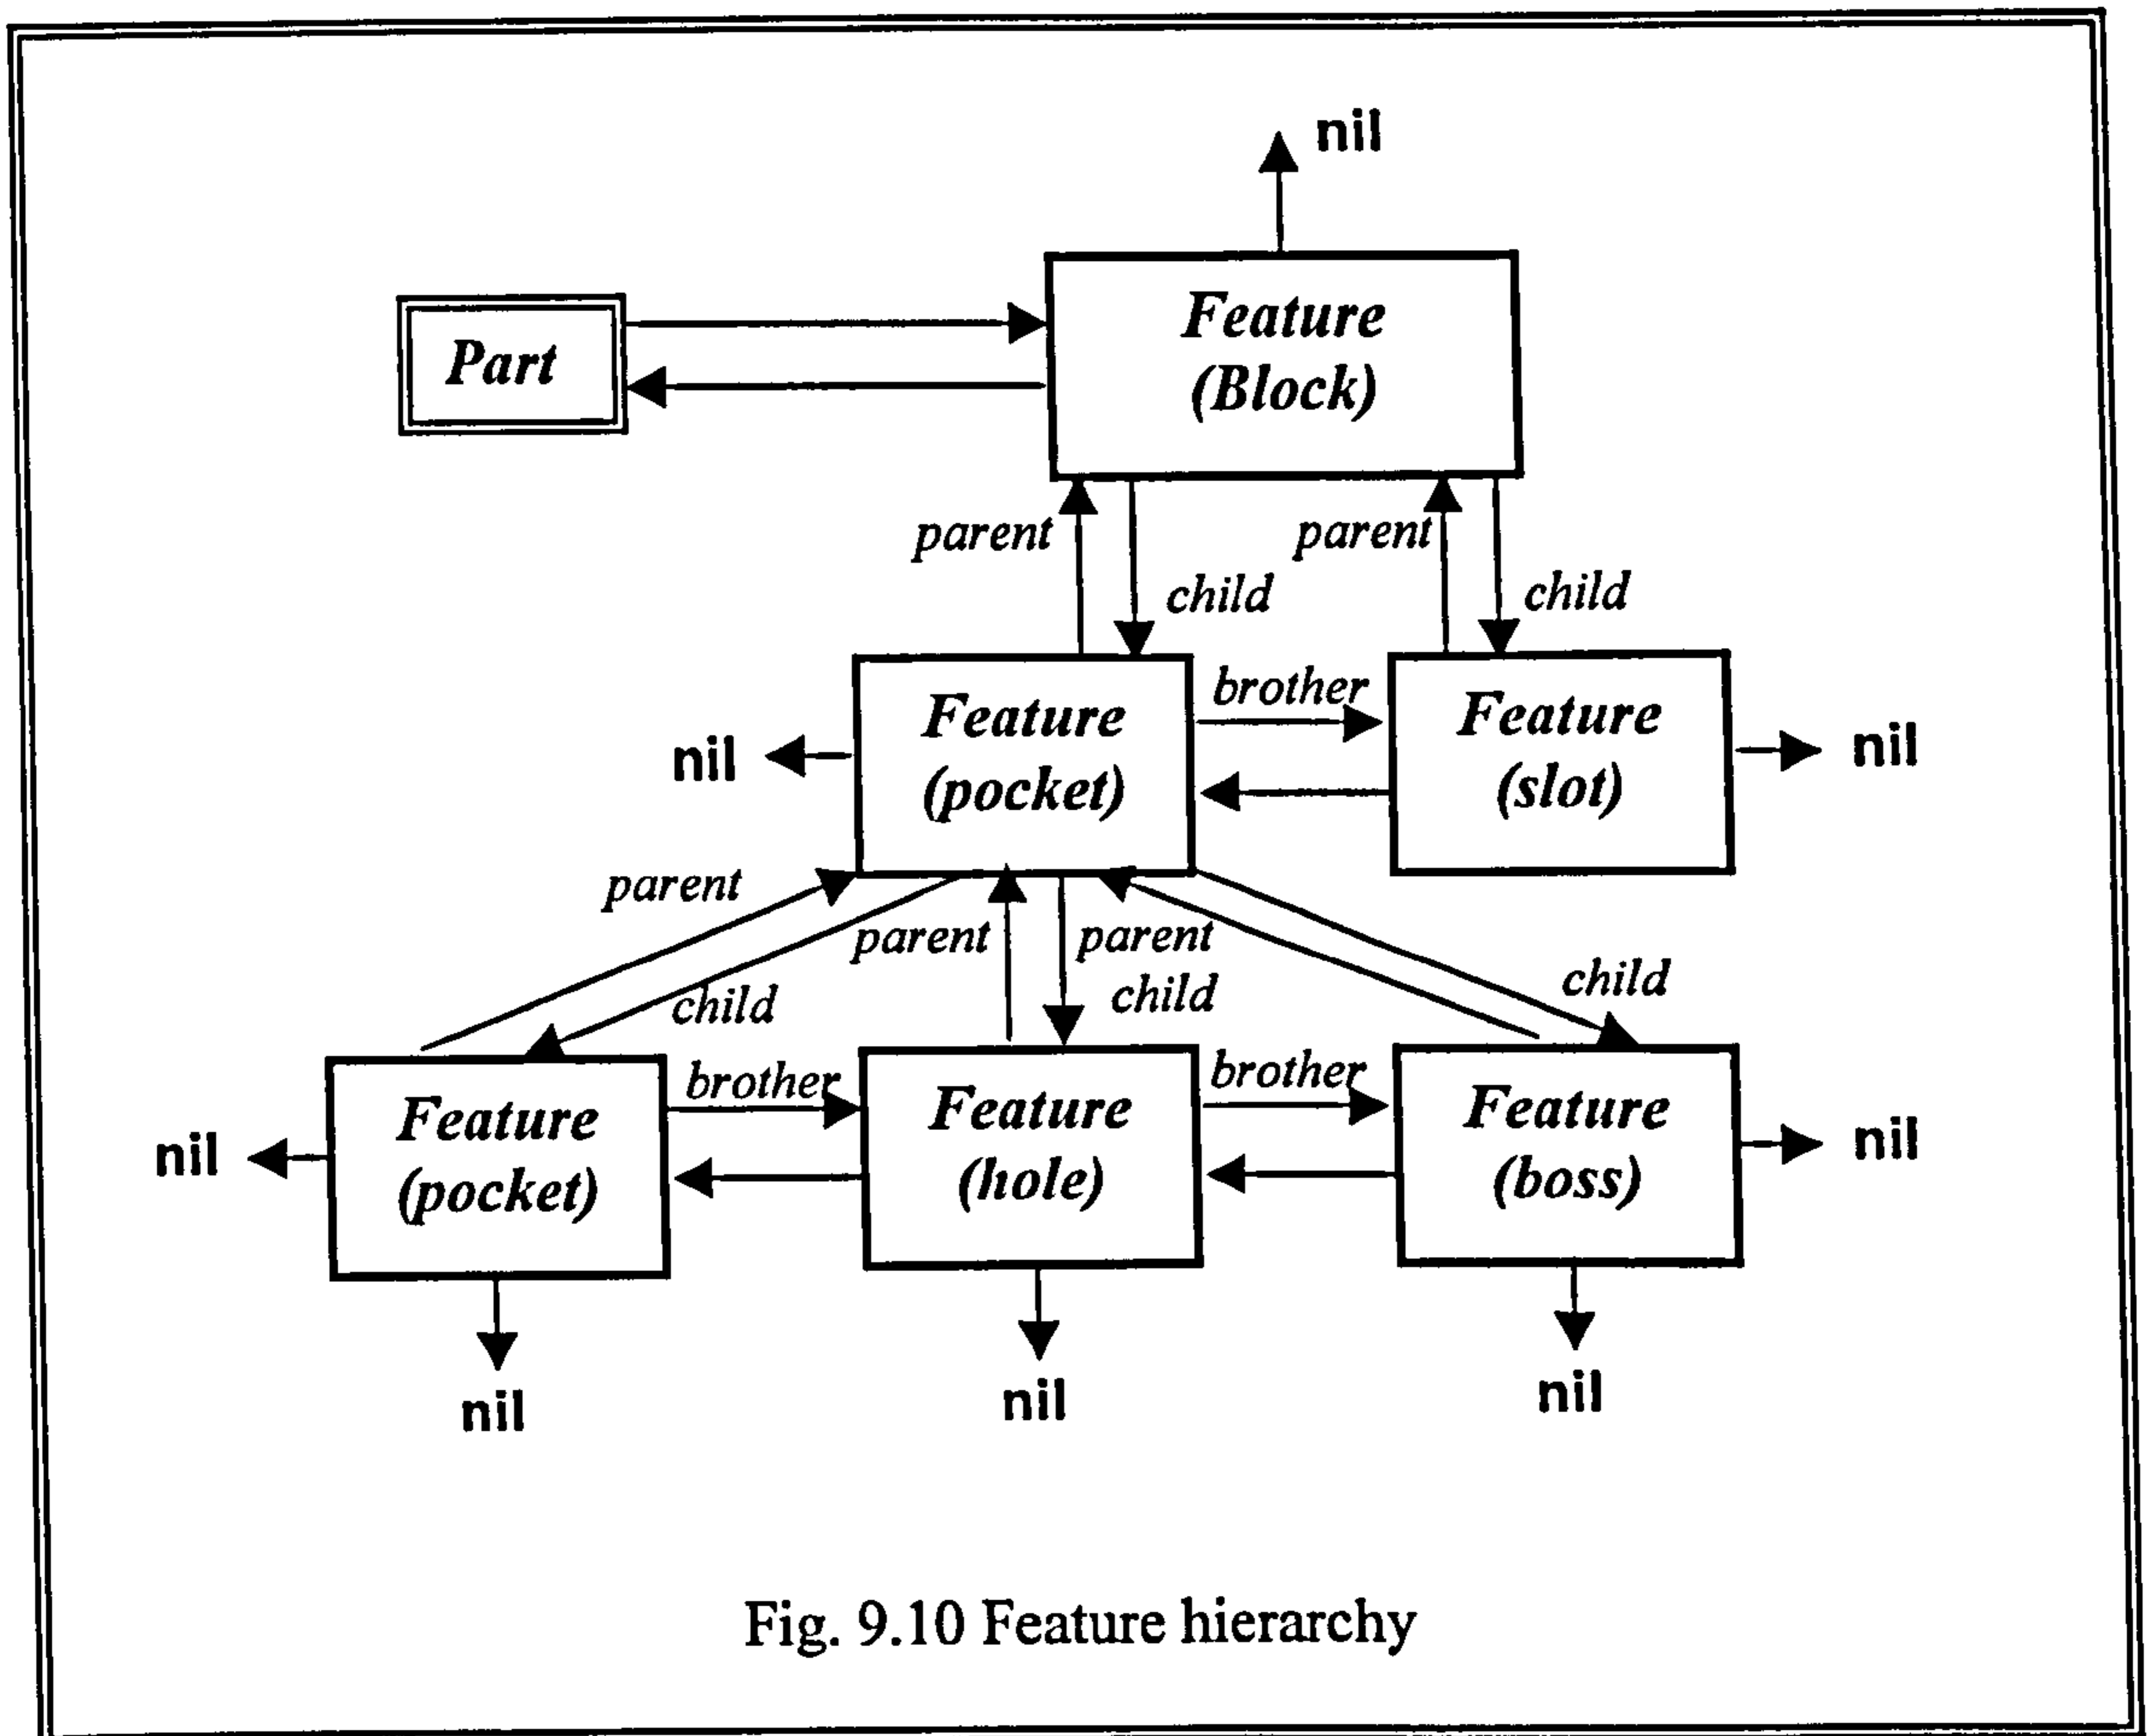 nil
Part
Feature
(Block)
parent
parent
child
child
nil
Feature
(pocket)
brother
Feature
(slot)
nil
parent
parent
parent
child
child
child
nil
Feature
(pocket)
brother
Feature
(hole)
brother
Feature
(boss)
nil
nil
nil
nil
Fig. 9.10 Feature hierarchy